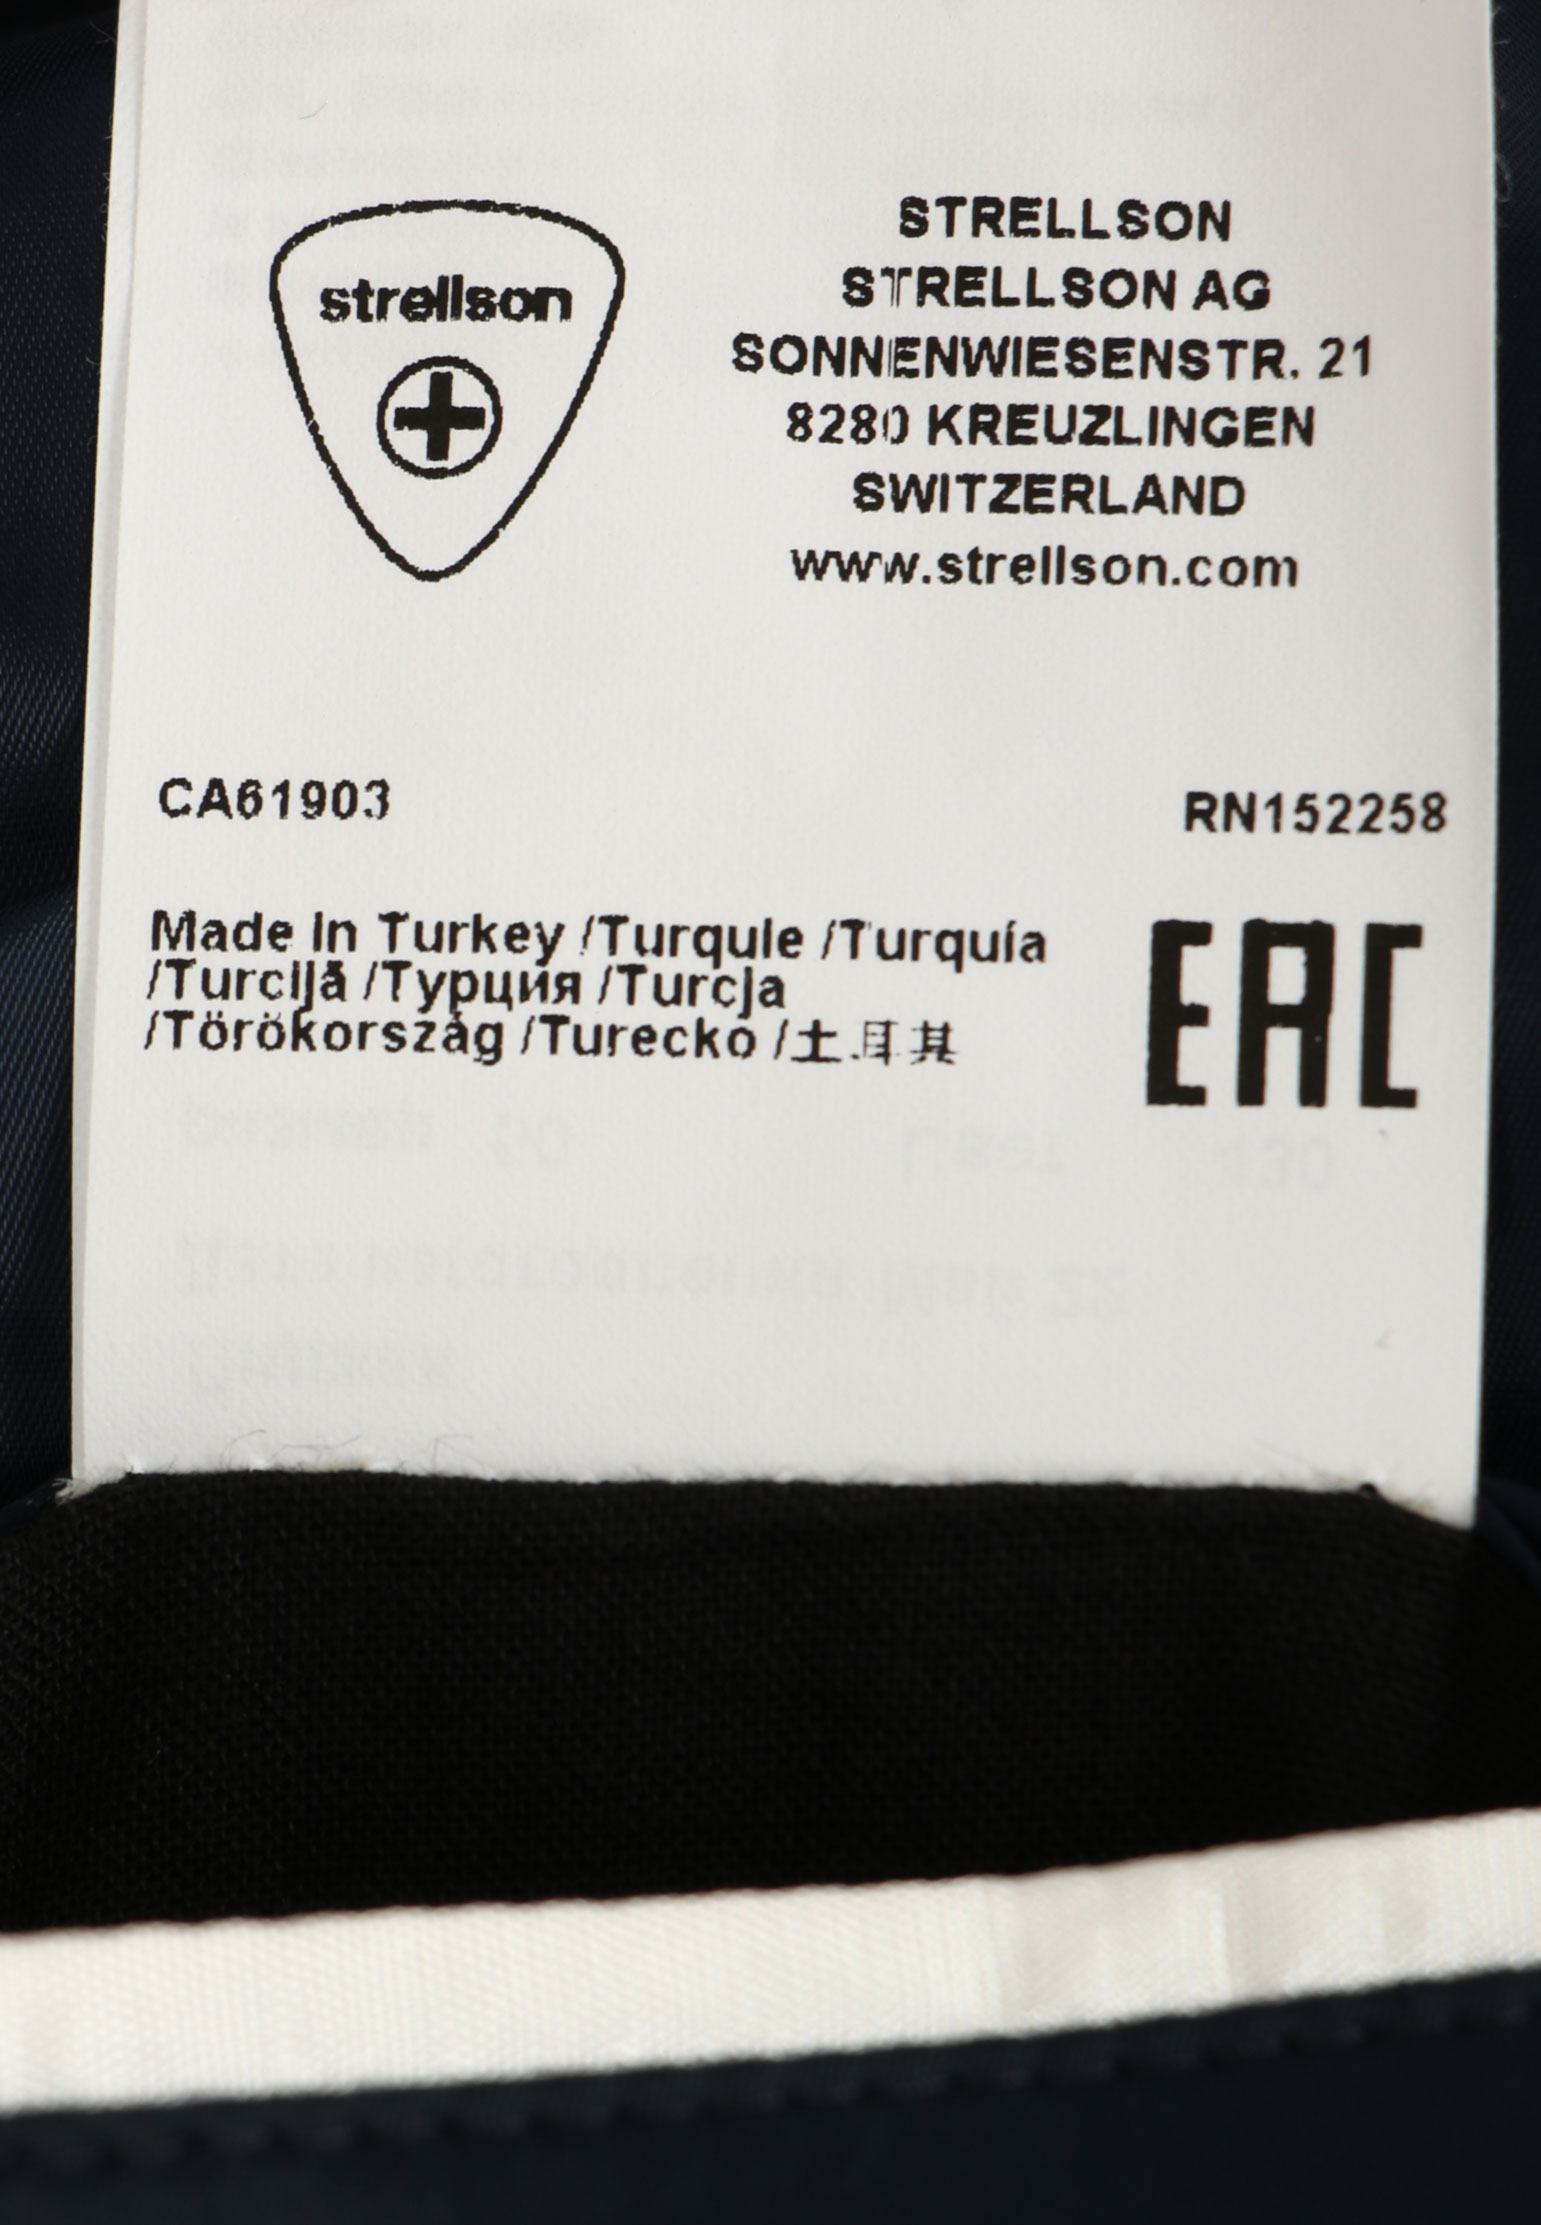 strellson
STRELLSON
STRELLSON AG
SONNENWIESENSTR. 21
8280 KREUZLINGEN
SWITZERLAND
www.strellson.com
CA61903
RN152258
Made in Turkey /Turquie /Turquía
/Turcijā /Турция /Turcja
/Törökország /Turecko /土耳其
EAC